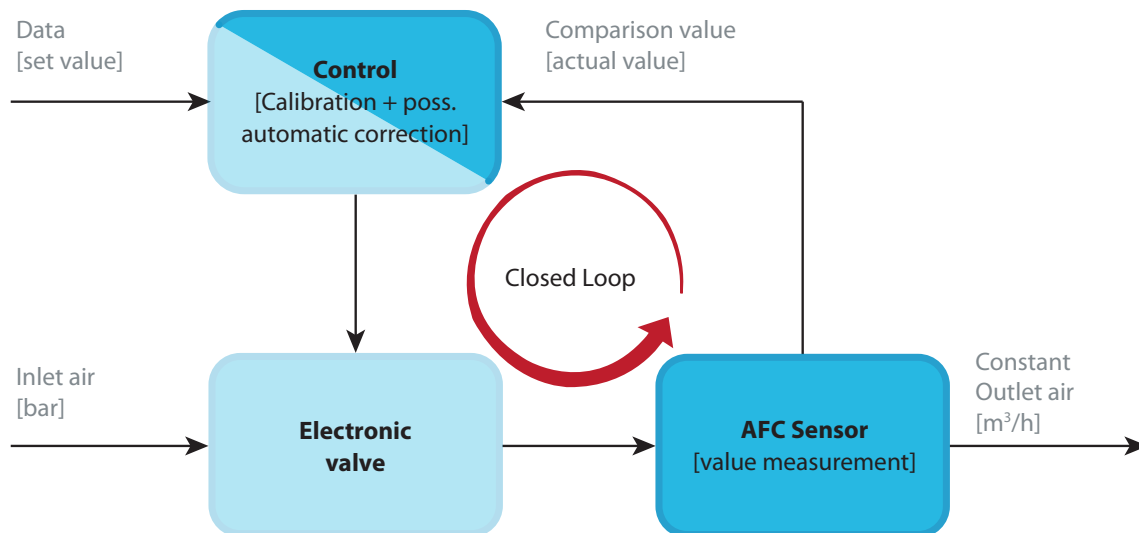 Data
[set value]
Control
[Calibration + poss.
automatic correction]
Comparison value
[actual value]
Closed Loop
Inlet air
[bar]
Electronic
valve
AFC Sensor
[value measurement]
Constant
Outlet air
[m³/h]